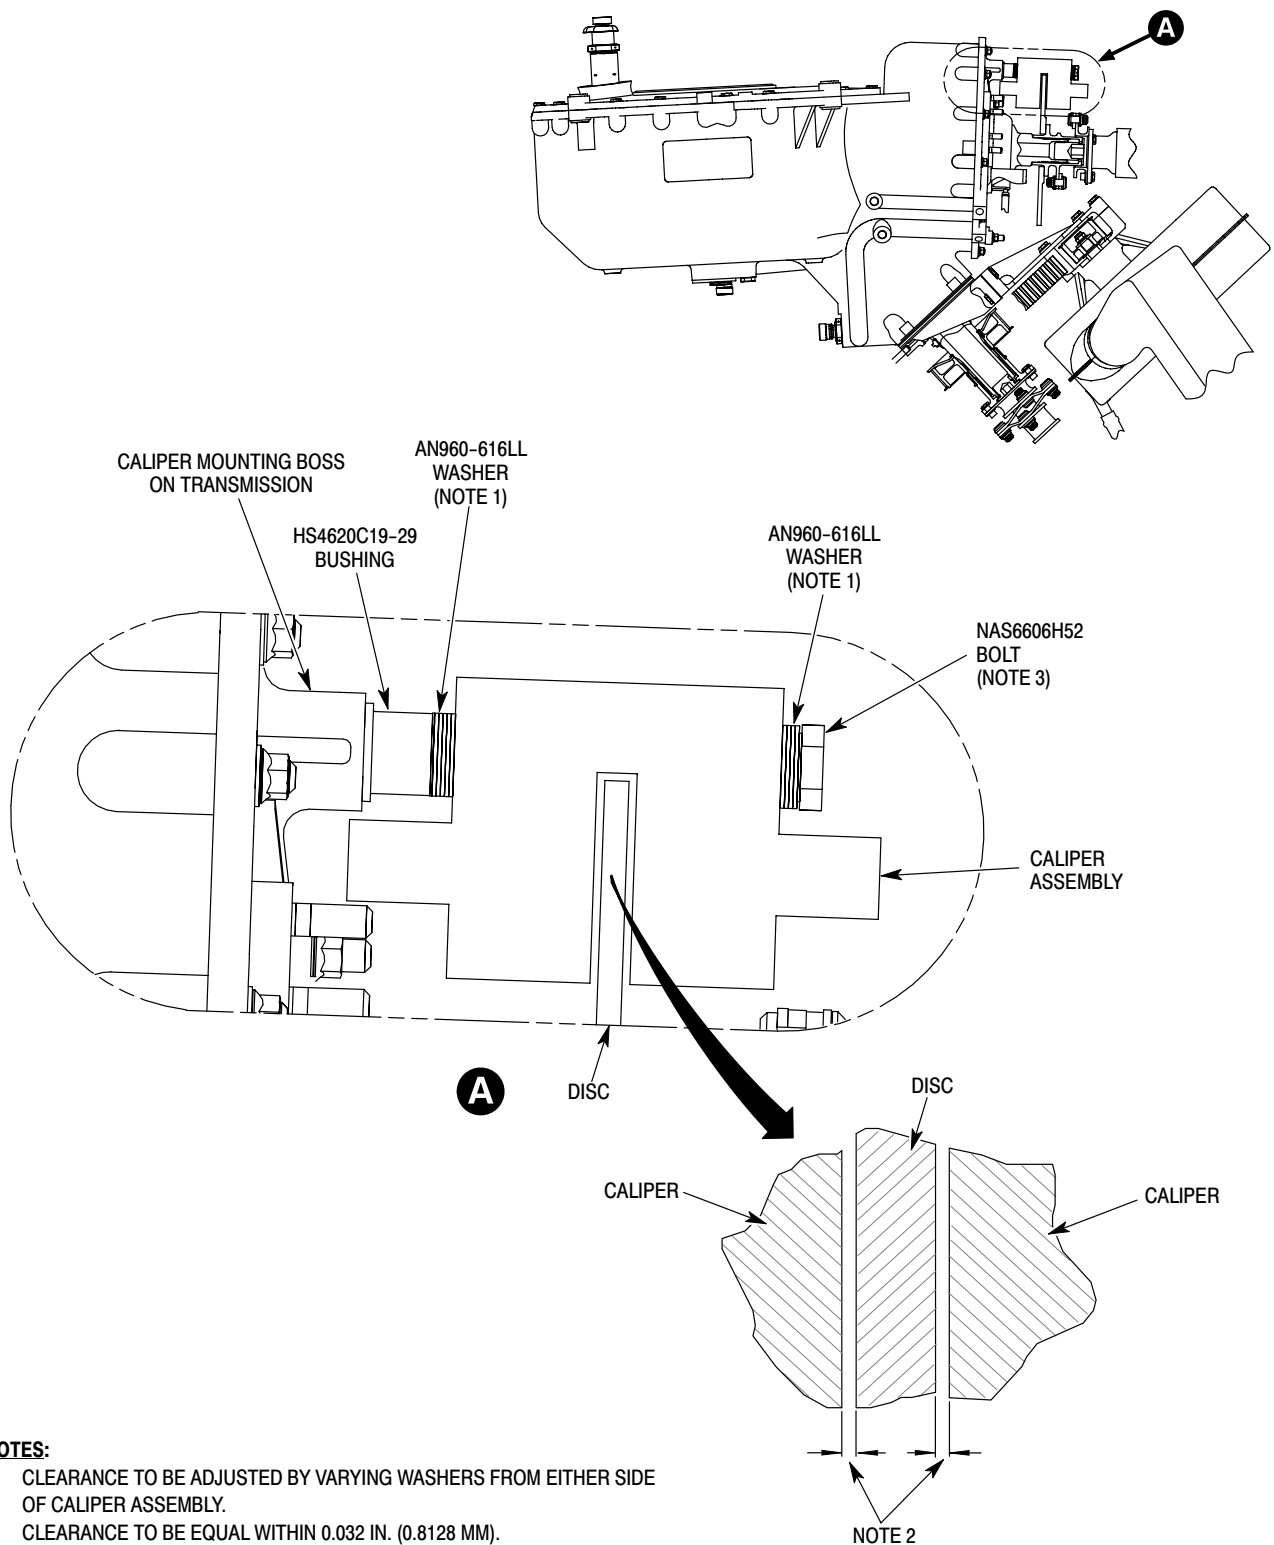 A
CALIPER MOUNTING BOSS
ON TRANSMISSION
AN960-616LL
WASHER
(NOTE 1)
HS4620C19-29
BUSHING
AN960-616LL
WASHER
(NOTE 1)
NAS6606H52
BOLT
(NOTE 3)
CALIPER
ASSEMBLY
A
DISC
DISC
CALIPER
CALIPER
NOTE 2
OTES:
CLEARANCE TO BE ADJUSTED BY VARYING WASHERS FROM EITHER SIDE
OF CALIPER ASSEMBLY.
CLEARANCE TO BE EQUAL WITHIN 0.032 IN. (0.8128 MM).